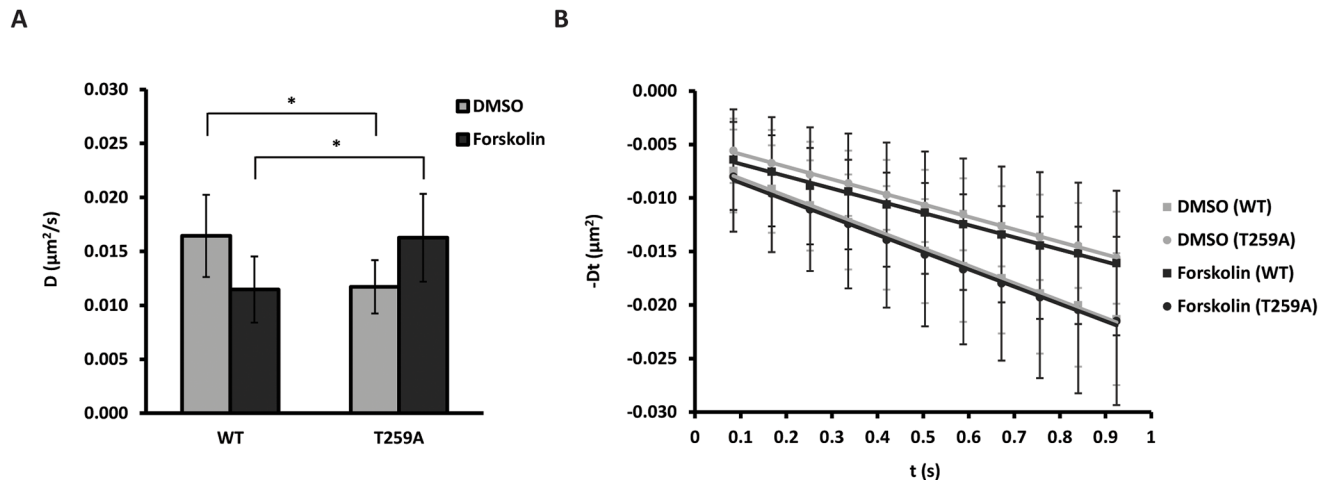 A
B
0.030
0.025
0.020
0.015
0.010
0.005
0.000
D (µm²/s)
*
*
DMSO
Forskolin
WT
T259A
0.000
-0.005
-0.010
-0.015
-0.020
-0.025
-0.030
-Dt (µm²)
0 0.1 0.2 0.3 0.4 0.5 0.6 0.7 0.8 0.9 1
t (s)
DMSO (WT)
DMSO (T259A)
Forskolin (WT)
Forskolin (T259A)